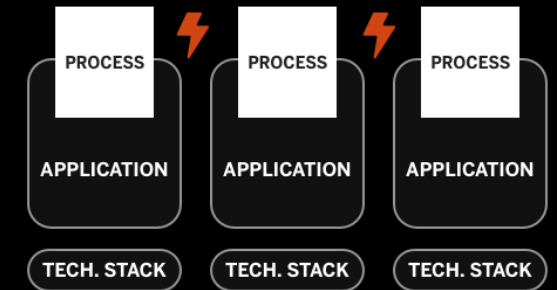 PROCESS PROCESS PROCESS
APPLICATION APPLICATION APPLICATION
TECH. STACK TECH. STACK TECH. STACK